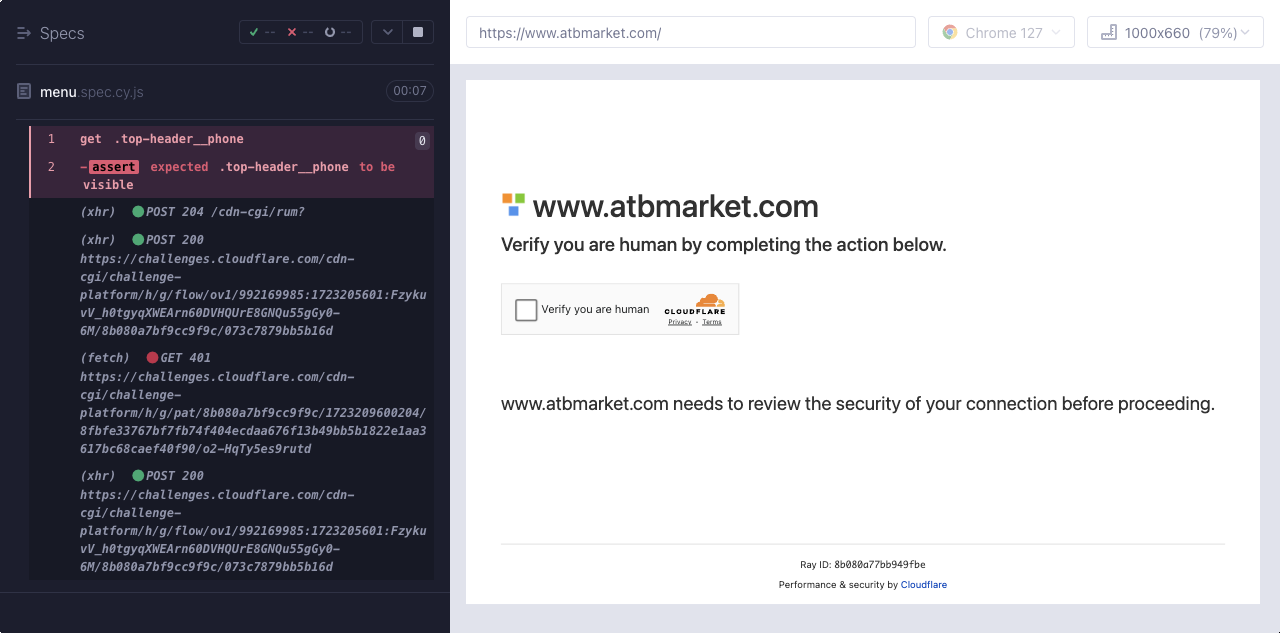 Specs
-- -- --
menu.spec.cy.js
00:07
1 get .top-header__phone 0
2 -assert expected .top-header__phone to be
visible
(xhr) POST 204 /cdn-cgi/rum?
(xhr) POST 200
https://challenges.cloudflare.com/cdn-
cgi/challenge-
platform/h/g/flow/ov1/992169985:1723205601:Fzyku
vV_h0tgyqXWEArn60DVHQUrE8GNQu55gGy0-
6M/8b080a7bf9cc9f9c/073c7879bb5b16d
(fetch) GET 401
https://challenges.cloudflare.com/cdn-
cgi/challenge-
platform/h/g/pat/8b080a7bf9cc9f9c/1723209600204/
8fbfe33767bf7fb74f404ecdaa676f13b49bb5b1822e1aa3
617bc68caef40f90/o2-HqTy5es9rutd
(xhr) POST 200
https://challenges.cloudflare.com/cdn-
cgi/challenge-
platform/h/g/flow/ov1/992169985:1723205601:Fzyku
vV_h0tgyqXWEArn60DVHQUrE8GNQu55gGy0-
6M/8b080a7bf9cc9f9c/073c7879bb5b16d
https://www.atbmarket.com/
Chrome 127
1000x660 (79%)
www.atbmarket.com
Verify you are human by completing the action below.
Verify you are human
CLOUDFLARE
Privacy • Terms
www.atbmarket.com needs to review the security of your connection before proceeding.
Ray ID: 8b080a77bb949fbe
Performance & security by Cloudflare